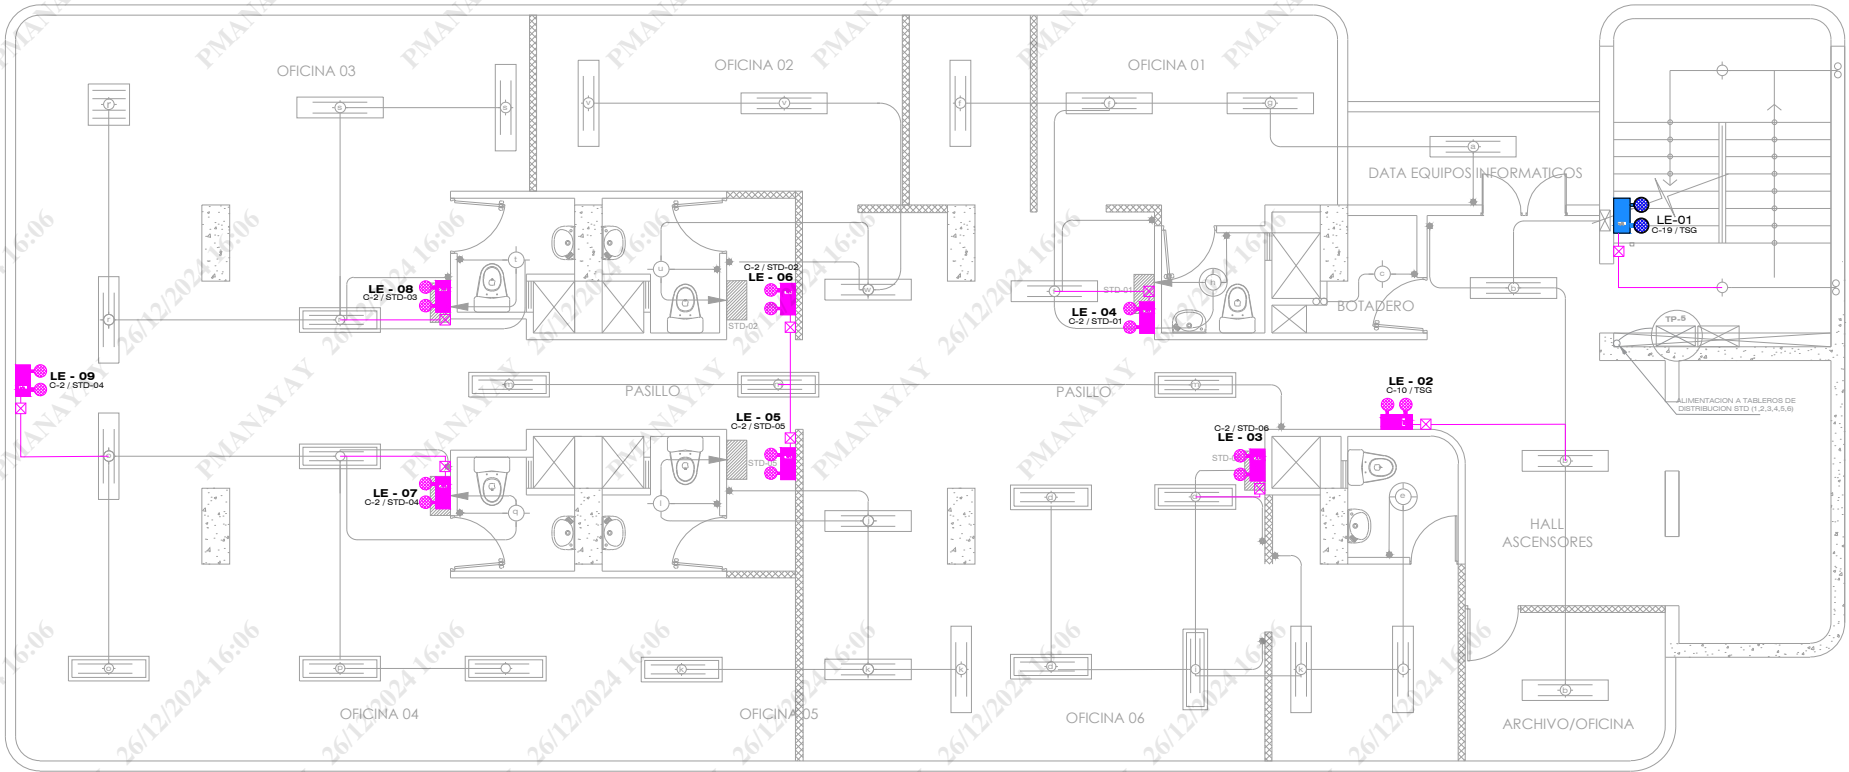 OFICINA 03
OFICINA 02
OFICINA 01
DATA EQUIPOS INFORMATICOS
LE-01
C-19 / TSG
LE - 08
C-2 / STD-03
C-2 / STD-02
LE - 06
STD-02
STD-01
LE - 04
C-2 / STD-01
BOTADERO
TP-5
LE - 09
C-2 / STD-04
PASILLO
PASILLO
LE - 02
C-10 / TSG
ALIMENTACION A TABLEROS DE
DISTRIBUCION STD (1,2,3,4,5,6)
LE - 05
C-2 / STD-05
C-2 / STD-06
LE - 03
LE - 07
C-2 / STD-04
HALL
ASCENSORES
OFICINA 04
OFICINA 05
OFICINA 06
ARCHIVO/OFICINA
PMANAYAY
26/12/2024 16:06